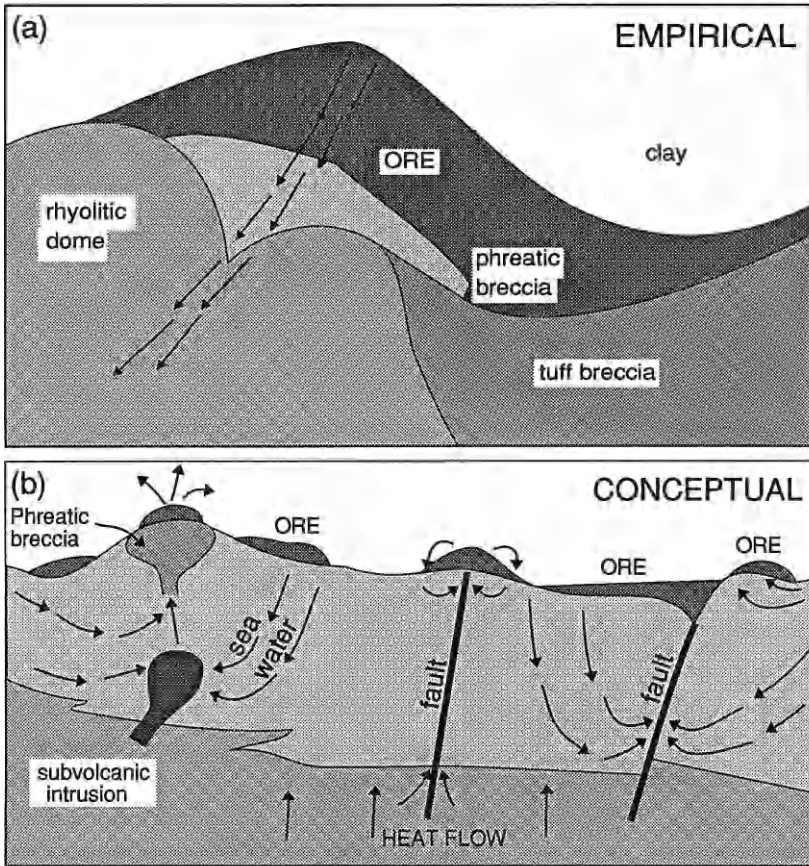 (a)
EMPIRICAL
ORE
clay
rhyolitic
dome
phreatic
breccia
tuff breccia
(b)
CONCEPTUAL
Phreatic
breccia
ORE
ORE
ORE
sea
water
fault
fault
subvolcanic
intrusion
HEAT FLOW